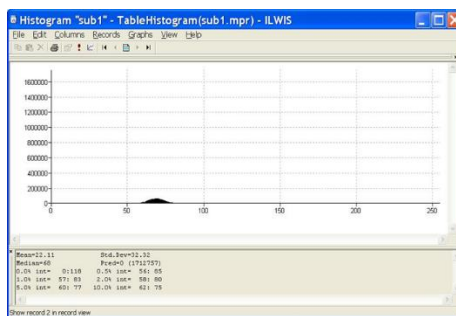 Histogram "sub1" - TableHistogram(sub1.mpr) - ILWIS
File Edit Columns Records Graphs View Help
1600000
1400000
1200000
1000000
800000
600000
400000
200000
0
0 50 100 150 200 250
Mean=22.11 Std.Dev=32.32
Median=68 Pred=0 (1712757)
0.0% int= 0:118 0.5% int= 56: 85
1.0% int= 57: 83 2.0% int= 58: 80
5.0% int= 60: 77 10.0% int= 62: 75
Show record 2 in record view